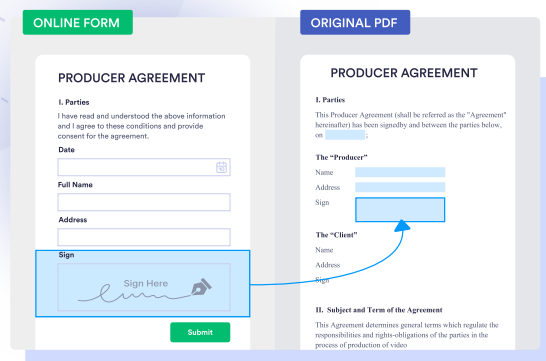 ONLINE FORM
PRODUCER AGREEMENT
I. Parties
I have read and understood the above information
and I agree to these conditions and provide
consent for the agreement.
Date
Full Name
Address
Sign
Sign Here
Submit
ORIGINAL PDF
PRODUCER AGREEMENT
I. Parties
This Producer Agreement (shall be referred as the "Agreement"
hereinafter) has been signedby and between the parties below,
on ;
The “Producer”
Name
Address
Sign
The “Client”
Name
Address
Sign
II. Subject and Term of the Agreement
This Agreement determines general terms which regulate the
responsibilities and rights-obligations of the parties in the
process of production of video